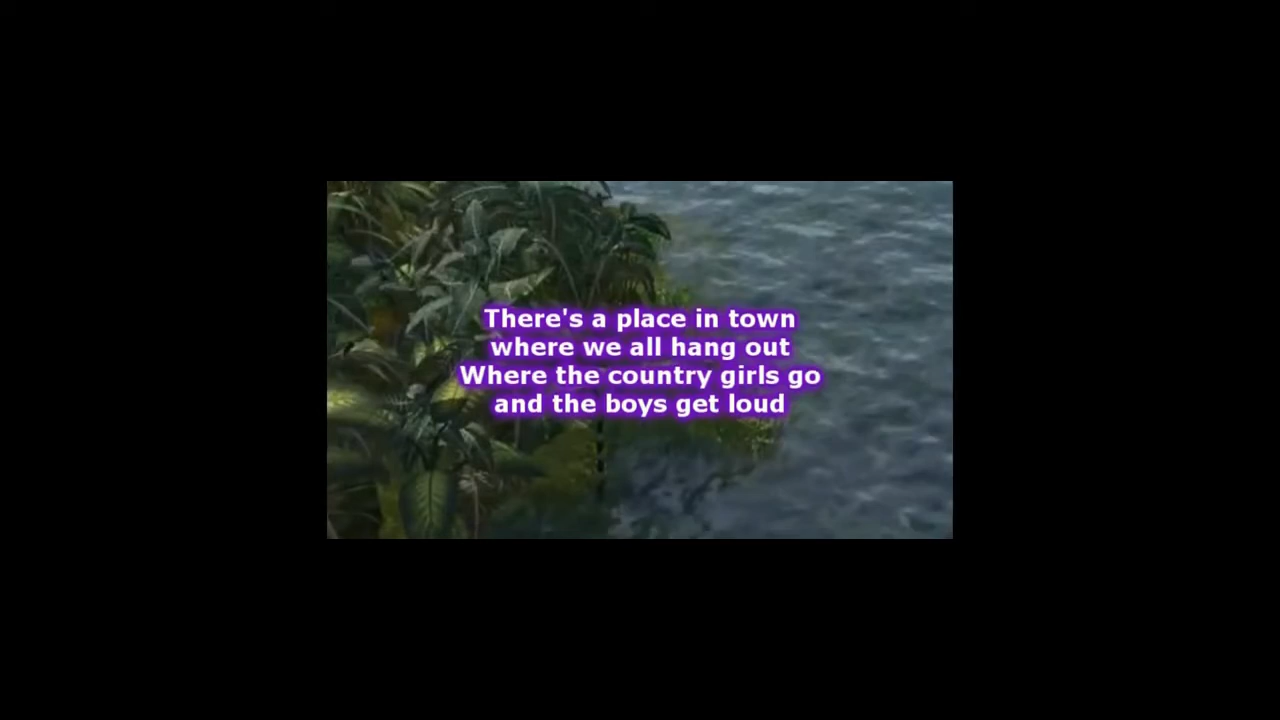 There's a place in town
where we all hang out
Where the country girls go
and the boys get loud